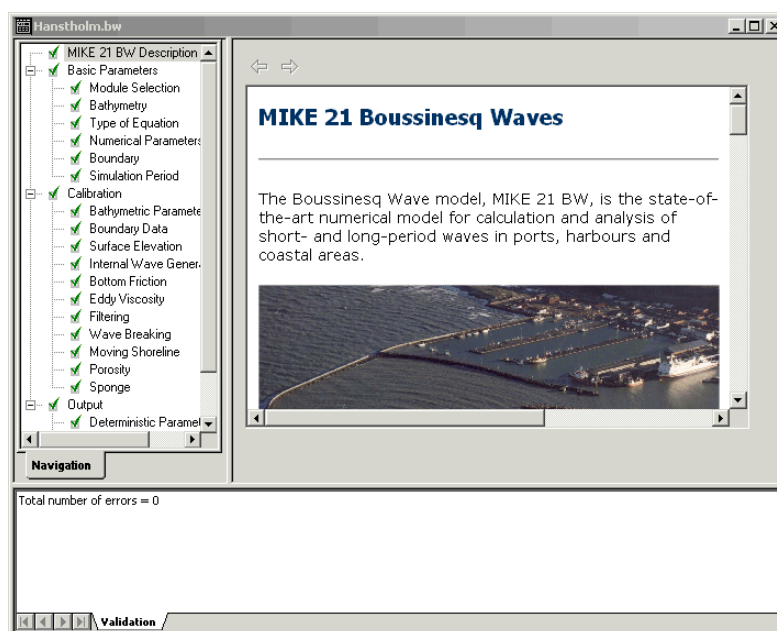 Hanstholm.bw
MIKE 21 BW Description
Basic Parameters
Module Selection
Bathymetry
Type of Equation
Numerical Parameters
Boundary
Simulation Period
Calibration
Bathymetric Paramete
Boundary Data
Surface Elevation
Internal Wave Gener
Bottom Friction
Eddy Viscosity
Filtering
Wave Breaking
Moving Shoreline
Porosity
Sponge
Output
Deterministic Paramet
Navigation
MIKE 21 Boussinesq Waves
The Boussinesq Wave model, MIKE 21 BW, is the state-of-
the-art numerical model for calculation and analysis of
short- and long-period waves in ports, harbours and
coastal areas.
Total number of errors = 0
Validation